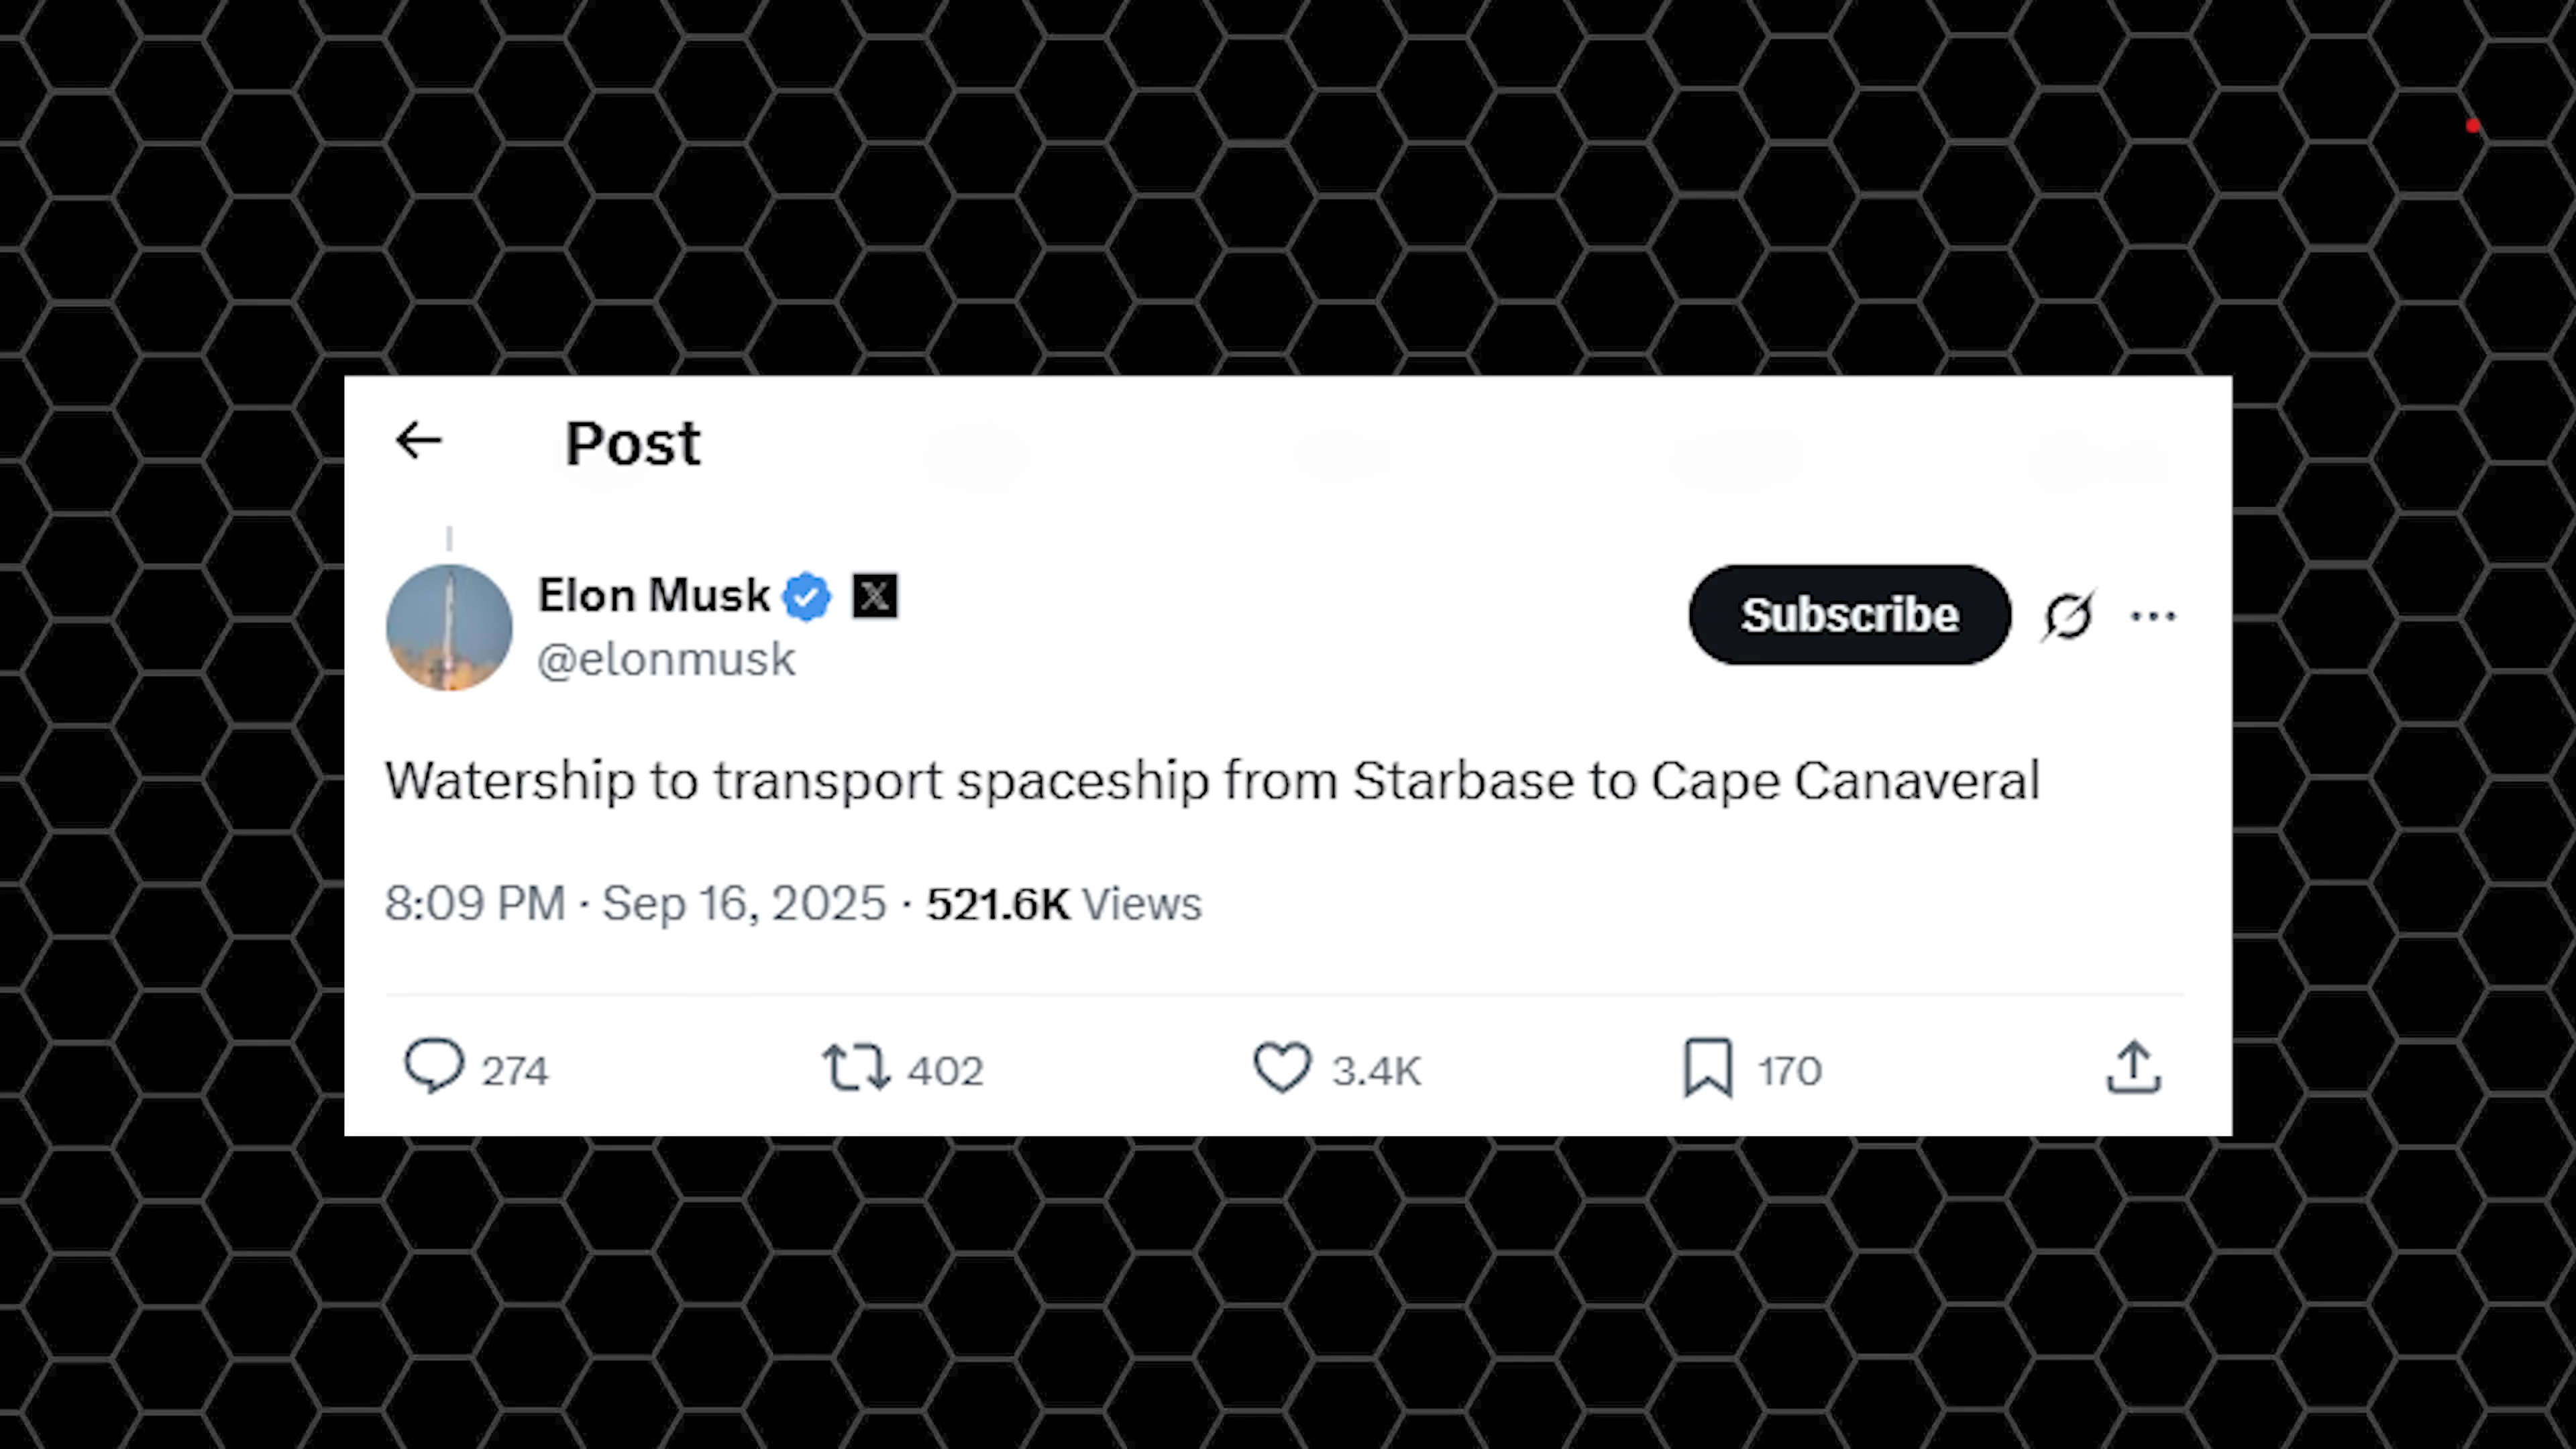 Post
Elon Musk
@elonmusk
Subscribe
Watership to transport spaceship from Starbase to Cape Canaveral
8:09 PM · Sep 16, 2025 · 521.6K Views
274 402 3.4K 170